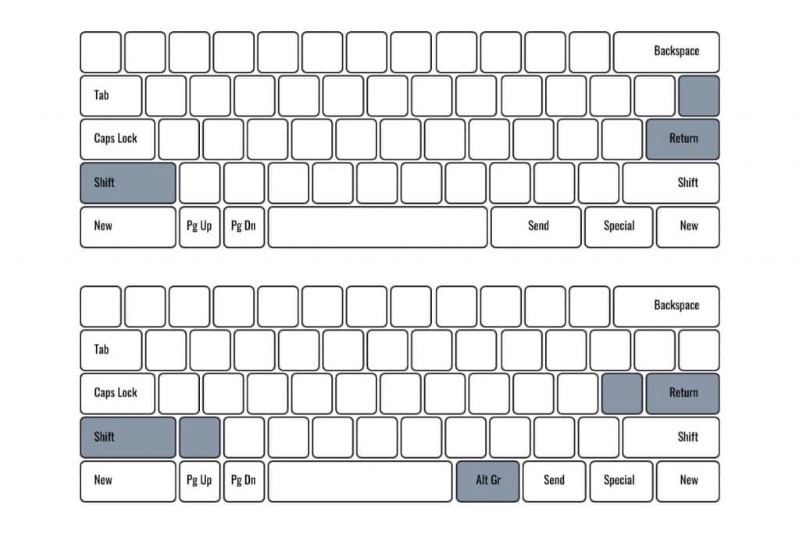 Backspace
Tab
Caps Lock Return
Shift Shift
New Pg Up Pg Dn Send Special New
Backspace
Tab
Caps Lock Return
Shift Shift
New Pg Up Pg Dn Alt Gr Send Special New